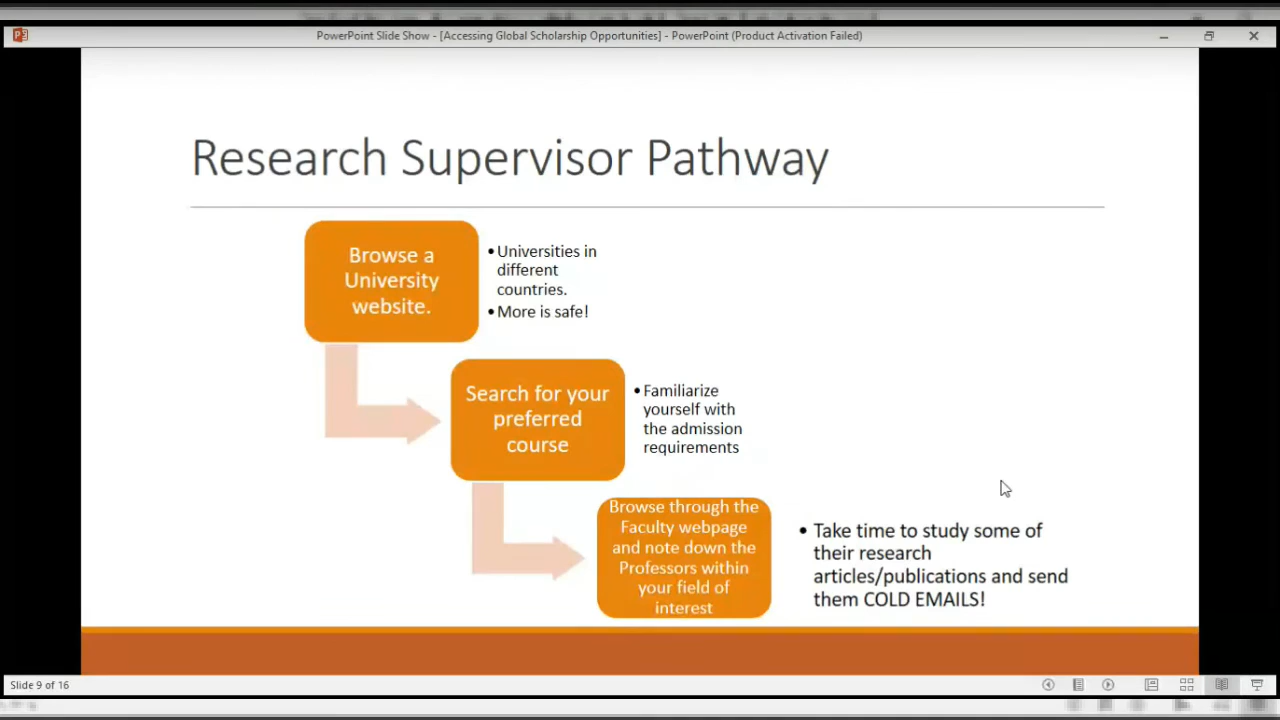 PowerPoint Slide Show - [Accessing Global Scholarship Opportunities] - PowerPoint (Product Activation Failed)
Research Supervisor Pathway
Browse a
University
website.
•Universities in
different
countries.
•More is safe!
Search for your
preferred
course
•Familiarize
yourself with
the admission
requirements
Browse through the
Faculty webpage
and note down the
Professors within
your field of
interest
• Take time to study some of
their research
articles/publications and send
them COLD EMAILS!
Slide 9 of 16